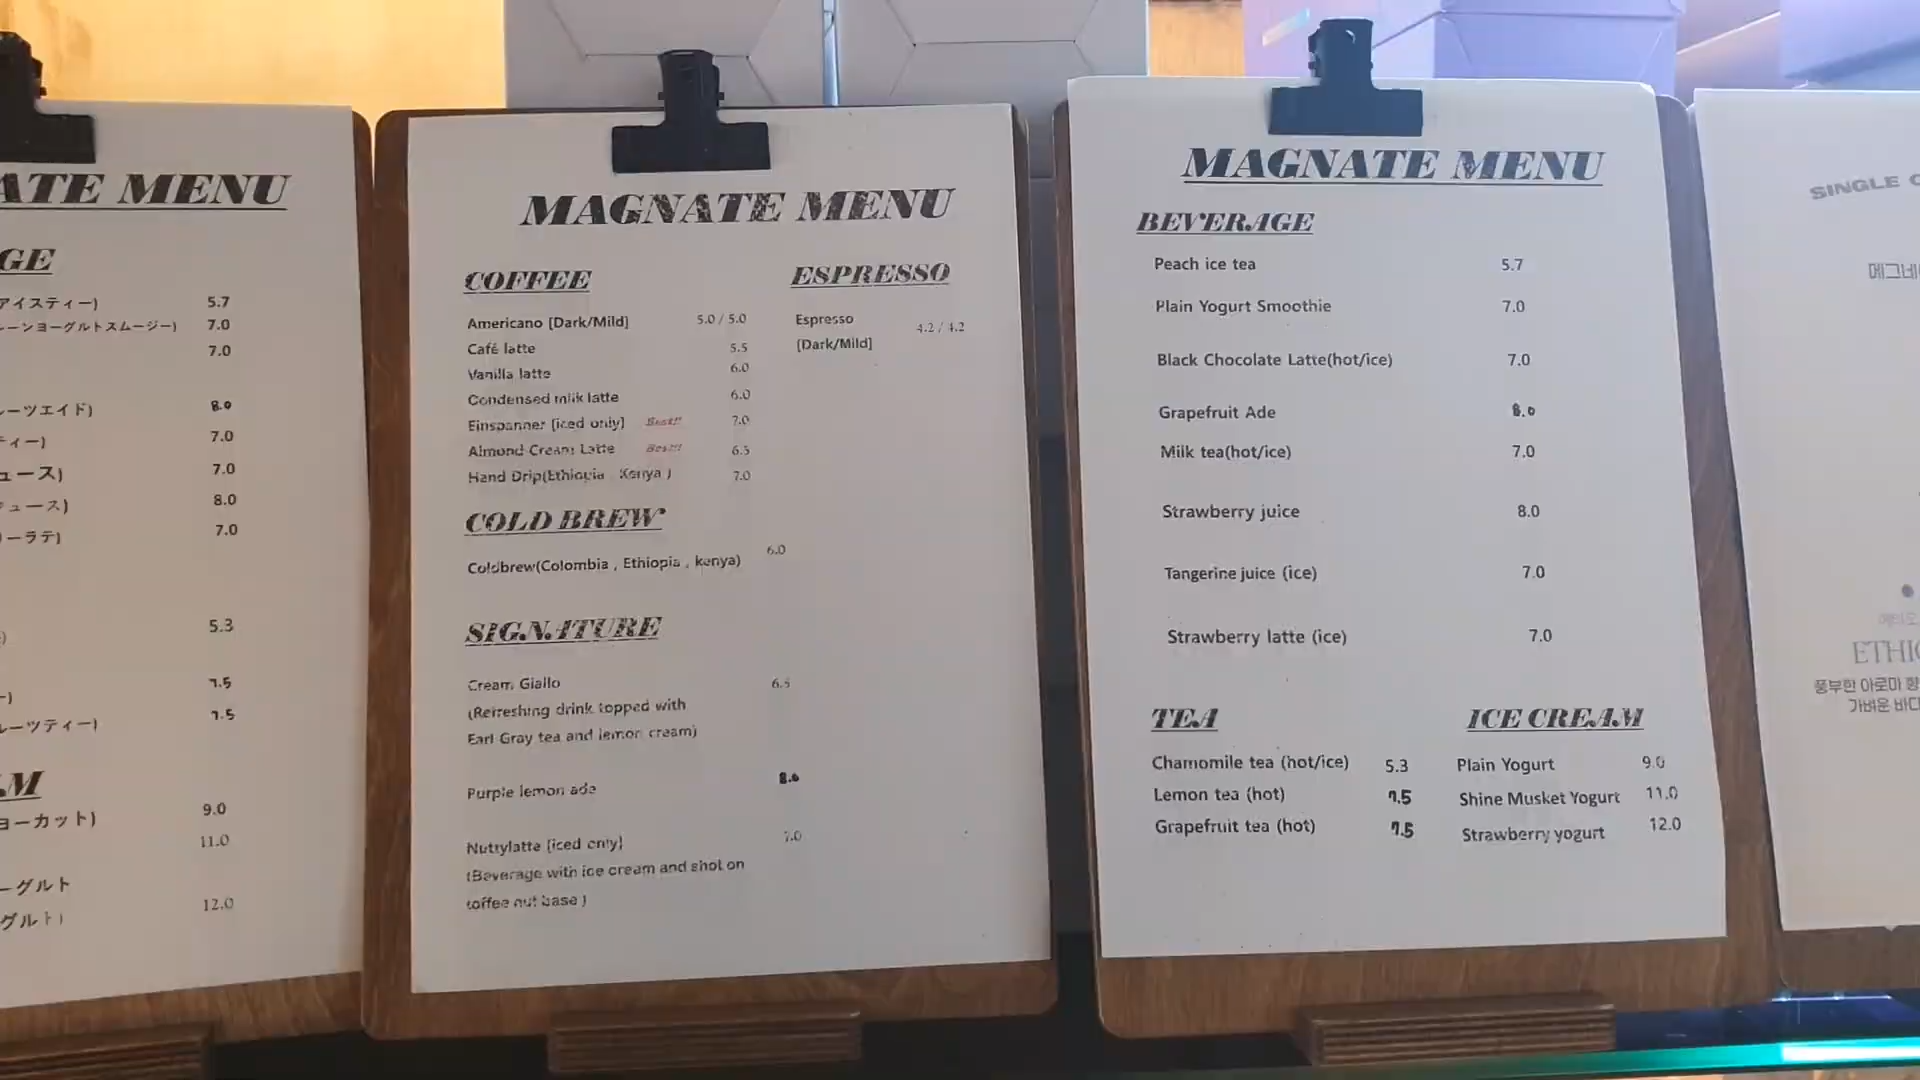 ATE MENU
GE
アイスティー) 5.7
ーンヨーグルトスムージー) 7.0
7.0
ーツエイド) 8.0
ティー) 7.0
ュース) 7.0
ジュース) 8.0
リーラテ) 7.0
) 5.3
ー) 7.5
ルーツティー) 7.5
AM
ヨーカット) 9.0
11.0
ーグルト
グルト) 12.0
MAGNATE MENU
COFFEE
Americano [Dark/Mild] 5.0 / 5.0
Café latte 5.5
Vanilla latte 6.0
Condensed milk latte 6.0
Einspanner [iced only] Best!! 7.0
Almond Cream Latte Best!!! 6.5
Hand Drip(Ethiopia , Kenya ) 7.0
ESPRESSO
Espresso 4.2 / 4.2
[Dark/Mild]
COLD BREW
Coldbrew(Colombia , Ethiopia , kenya) 6.0
SIGNATURE
Cream Giallo 6.5
(Refreshing drink topped with
Earl Gray tea and lemon cream)
Purple lemon ade 8.0
Nuttylatte [iced only] 7.0
(Beverage with ice cream and shot on
toffee nut base )
MAGNATE MENU
BEVERAGE
Peach ice tea 5.7
Plain Yogurt Smoothie 7.0
Black Chocolate Latte(hot/ice) 7.0
Grapefruit Ade 8.0
Milk tea(hot/ice) 7.0
Strawberry juice 8.0
Tangerine juice (ice) 7.0
Strawberry latte (ice) 7.0
TEA
Chamomile tea (hot/ice) 5.3
Lemon tea (hot) 7.5
Grapefruit tea (hot) 7.5
ICE CREAM
Plain Yogurt 9.0
Shine Musket Yogurt 11.0
Strawberry yogurt 12.0
SINGLE
메그네
ETHIO
풍부한 아로마 향
가벼운 바디